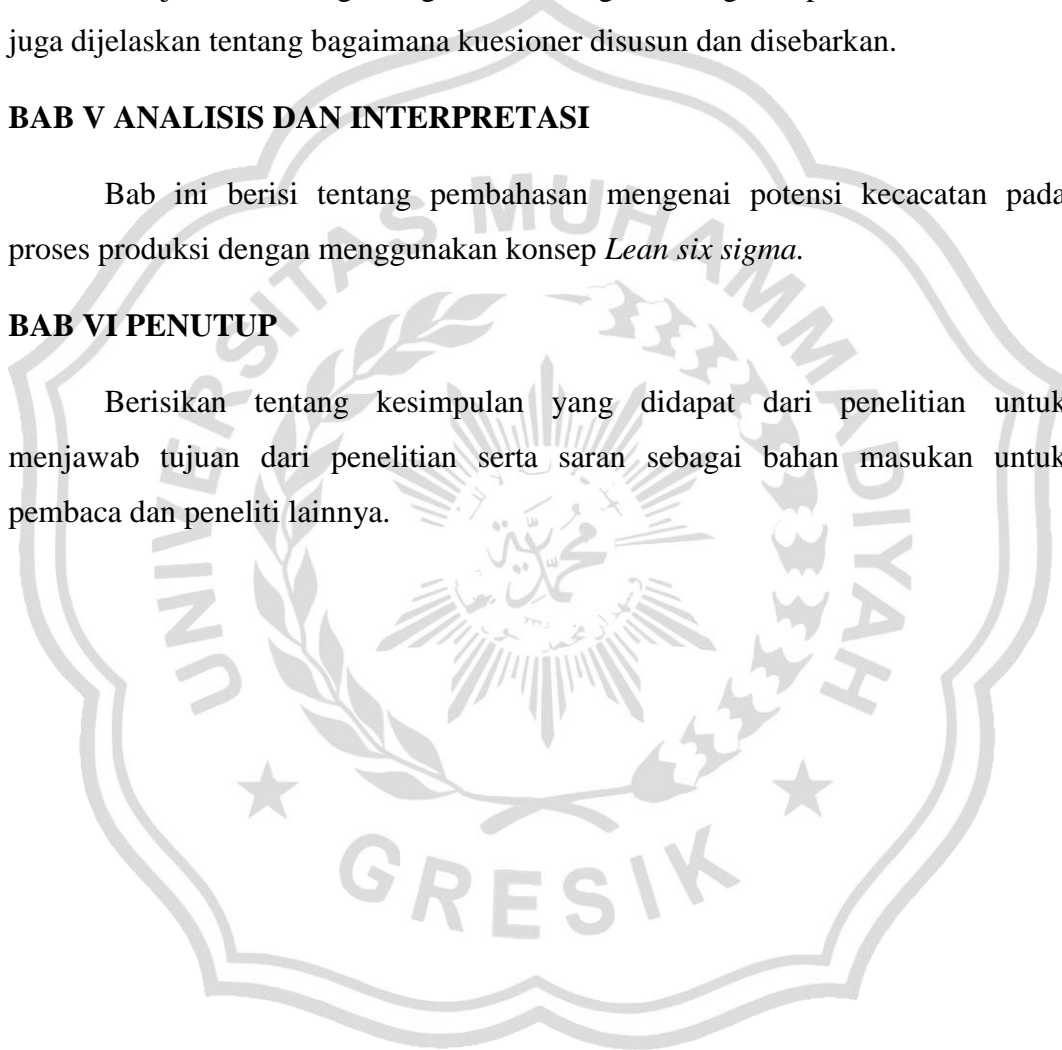 juga dijelaskan tentang bagaimana kuesioner disusun dan disebarkan.
BAB V ANALISIS DAN INTERPRETASI
Bab ini berisi tentang pembahasan mengenai potensi kecacatan pada
proses produksi dengan menggunakan konsep Lean six sigma.
BAB VI PENUTUP
Berisikan tentang kesimpulan yang didapat dari penelitian untuk
menjawab tujuan dari penelitian serta saran sebagai bahan masukan untuk
pembaca dan peneliti lainnya.
UNIVERSITAS MUHAMMADIYAH
GRESIK